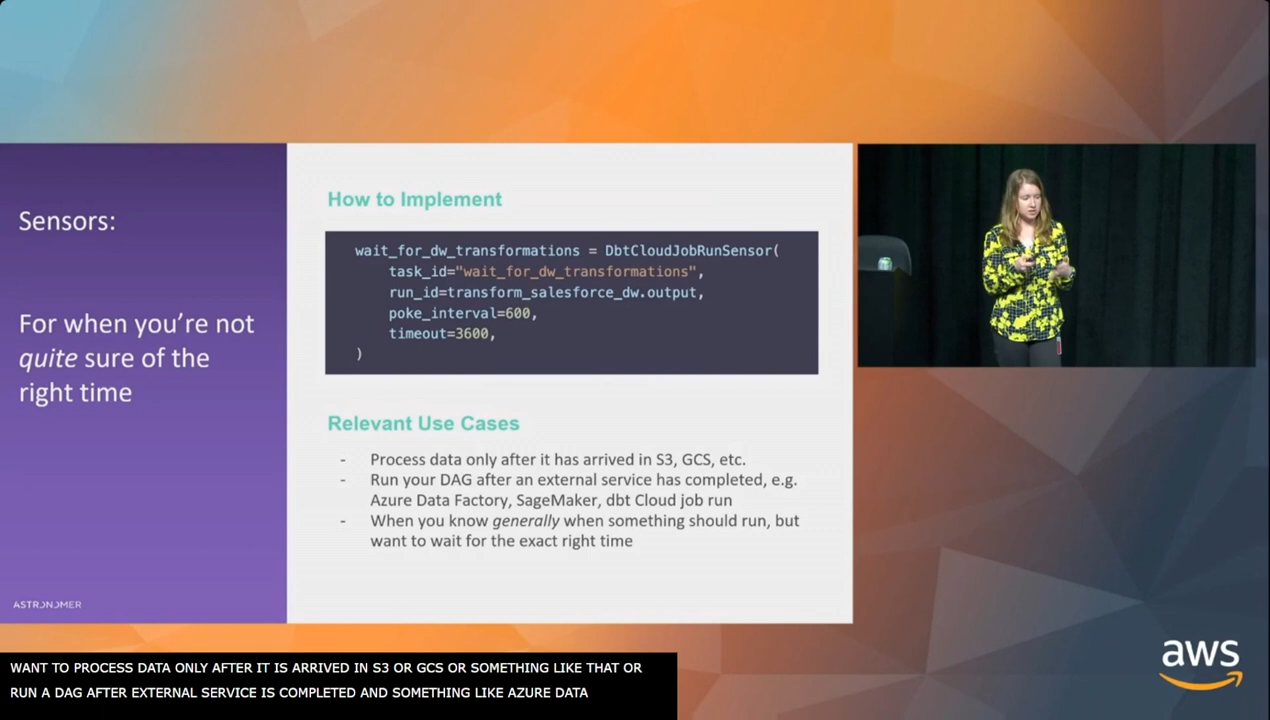 Sensors:
For when you're not
quite sure of the
right time
ASTRONOMER
How to Implement
wait_for_dw_transformations = DbtCloudJobRunSensor(
task_id="wait_for_dw_transformations",
run_id=transform_salesforce_dw.output,
poke_interval=600,
timeout=3600,
)
Relevant Use Cases
- Process data only after it has arrived in S3, GCS, etc.
- Run your DAG after an external service has completed, e.g.
Azure Data Factory, SageMaker, dbt Cloud job run
- When you know generally when something should run, but
want to wait for the exact right time
aws
WANT TO PROCESS DATA ONLY AFTER IT IS ARRIVED IN S3 OR GCS OR SOMETHING LIKE THAT OR
RUN A DAG AFTER EXTERNAL SERVICE IS COMPLETED AND SOMETHING LIKE AZURE DATA